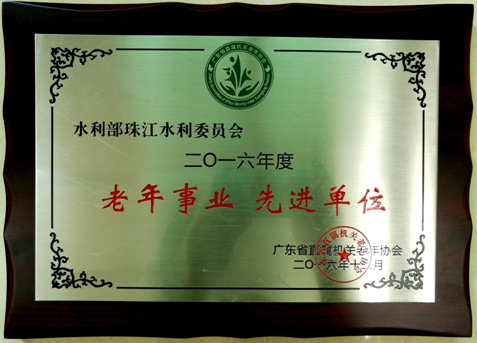 水利部珠江水利委员会
二〇一六年度
老年事业 先进单位
广东省直属机关老年协会
二〇一六年十二月